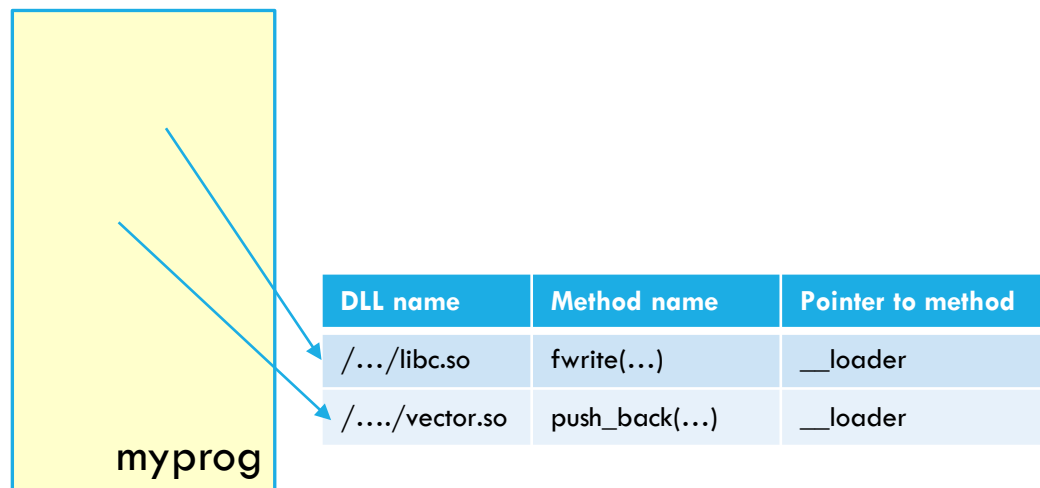 DLL name Method name Pointer to method
/…/libc.so fwrite(…) __loader
/…./vector.so push_back(…) __loader
myprog